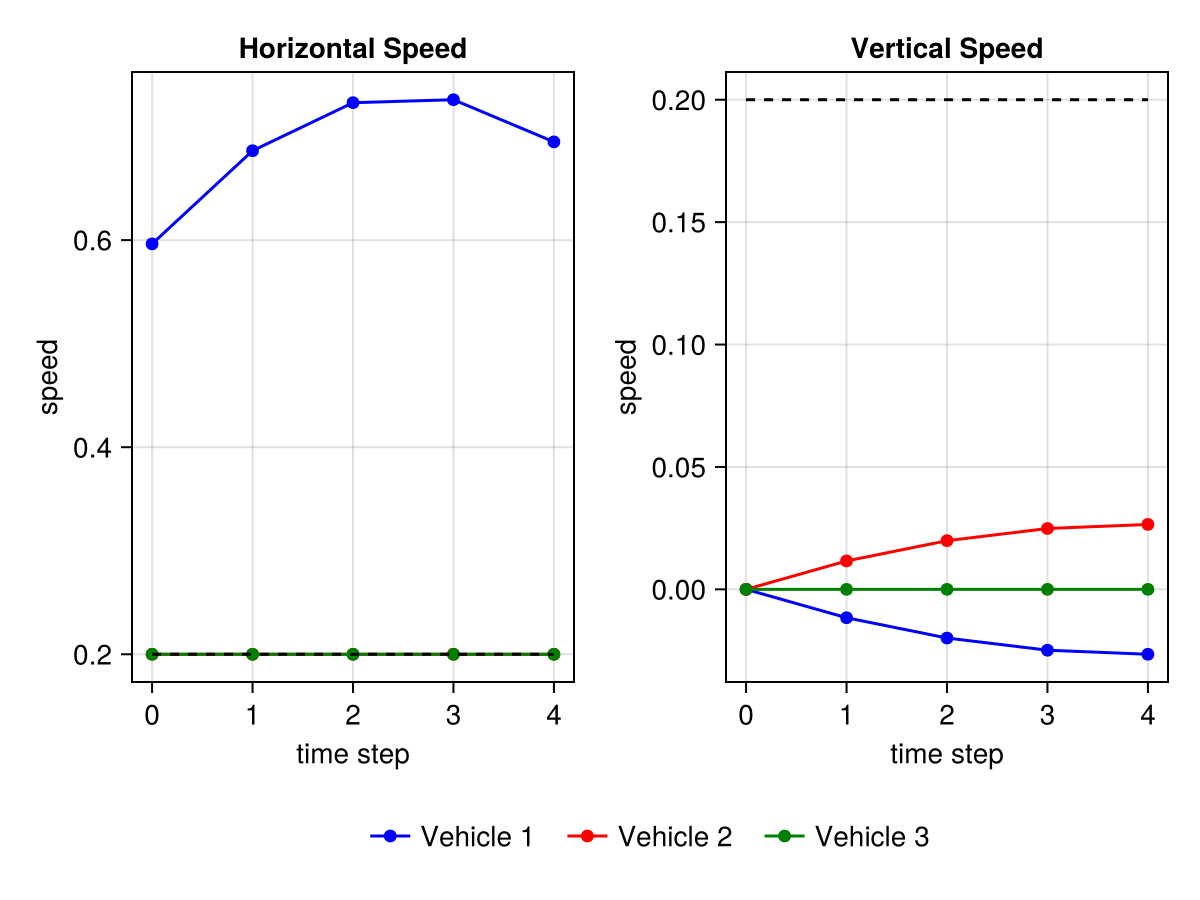 Horizontal Speed
speed
0.6
0.4
0.2
0 1 2 3 4
time step
Vertical Speed
speed
0.20
0.15
0.10
0.05
0.00
0 1 2 3 4
time step
Vehicle 1 Vehicle 2 Vehicle 3